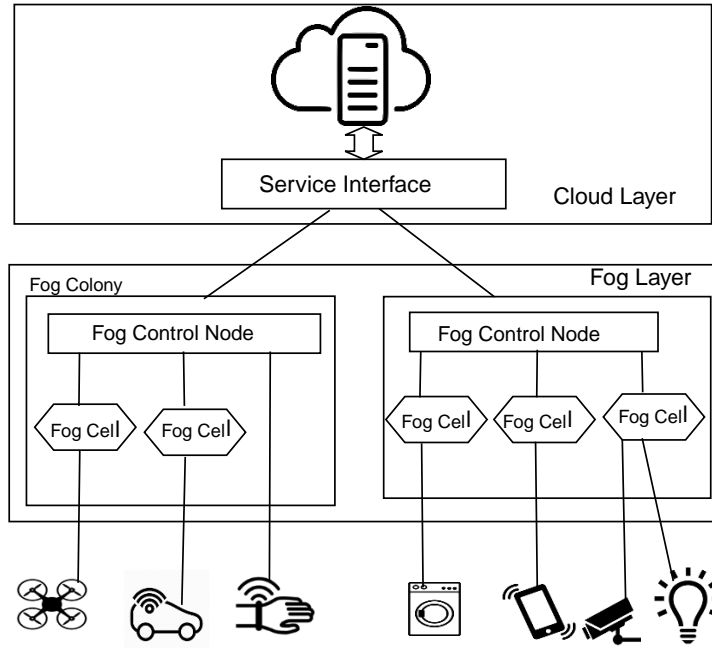 Service Interface
Cloud Layer
Fog Colony
Fog Layer
Fog Control Node
Fog Control Node
Fog Cell
Fog Cell
Fog Cell
Fog Cell
Fog Cell